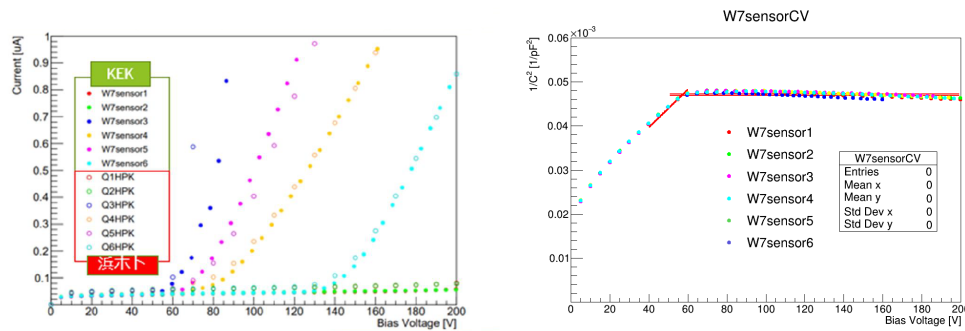 Current [uA]
1
0.9
0.8
0.7
0.6
0.5
0.4
0.3
0.2
0.1
0
20
40
60
80
100
120
140
160
180
200
Bias Voltage [V]
KEK
W7sensor1
W7sensor2
W7sensor3
W7sensor4
W7sensor5
W7sensor6
Q1HPK
Q2HPK
Q3HPK
Q4HPK
Q5HPK
Q6HPK
浜ホト
W7sensorCV
×10⁻³
1/C² [1/pF²]
0.06
0.05
0.04
0.03
0.02
0.01
0.00
0
20
40
60
80
100
120
140
160
180
200
Bias Voltage [V]
W7sensor1
W7sensor2
W7sensor3
W7sensor4
W7sensor5
W7sensor6
W7sensorCV
Entries 0
Mean x 0
Mean y 0
Std Dev x 0
Std Dev y 0